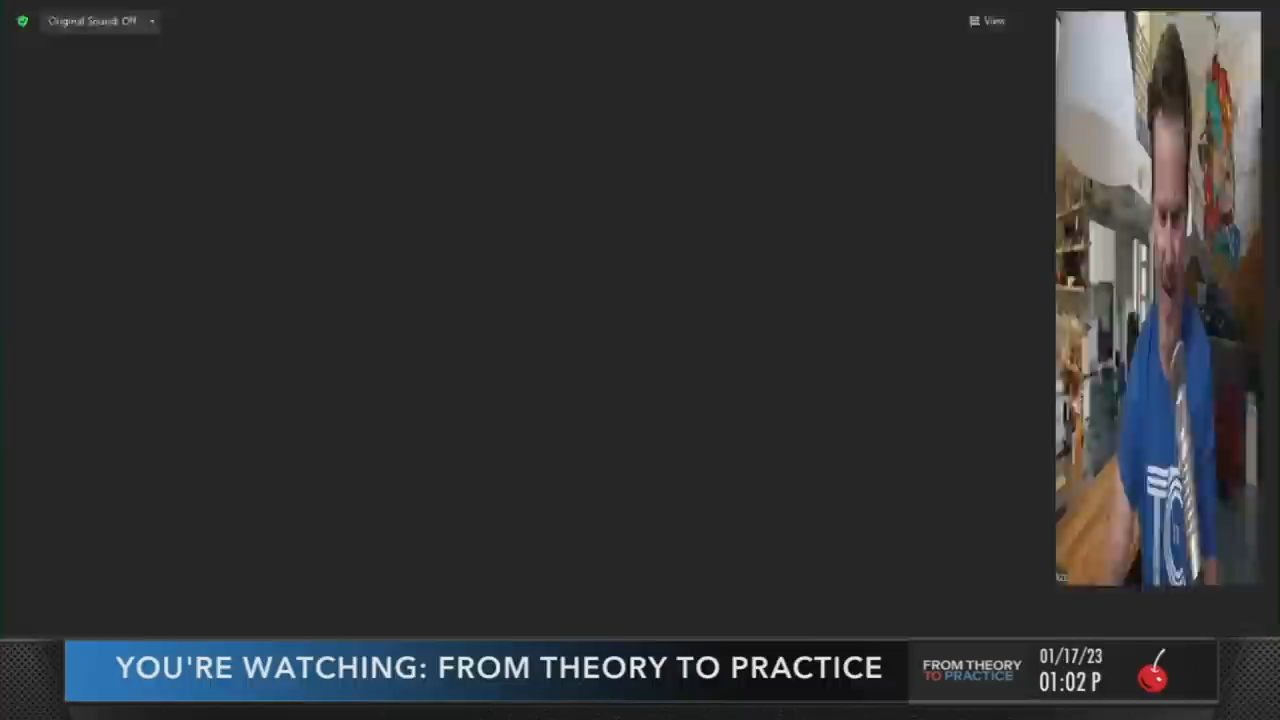 Original Sound: Off
View
TC
YOU'RE WATCHING: FROM THEORY TO PRACTICE
FROM THEORY
TO PRACTICE
01/17/23
01:02 P